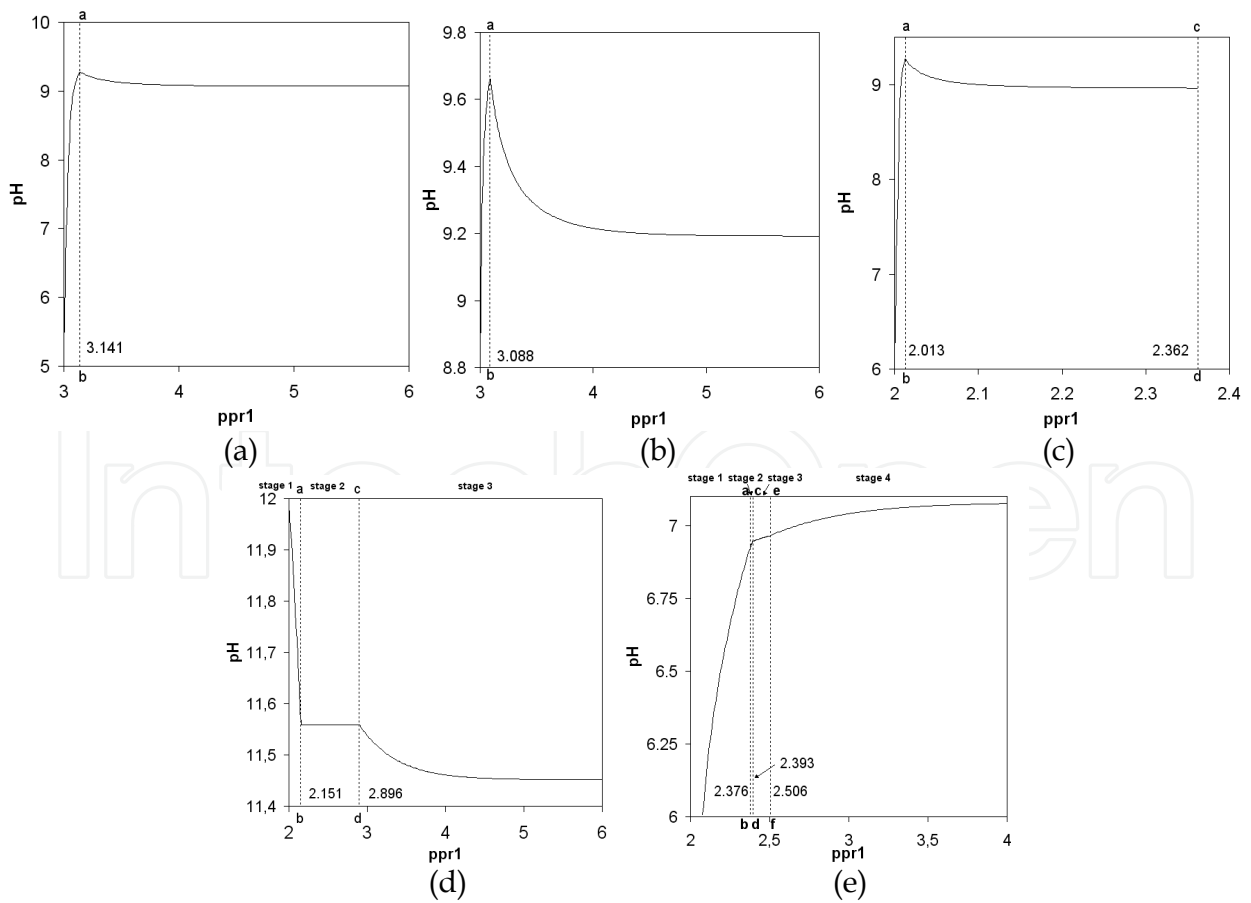 a
10
9
8
7
6
5
pH
3.141
b
3
4
5
6
ppr1
(a)
a
9.8
9.6
9.4
9.2
9
8.8
pH
3.088
b
3
4
5
6
ppr1
(b)
a
c
9
8
7
6
pH
2.013
2.362
b
d
2
2.1
2.2
2.3
2.4
ppr1
(c)
IntechOpen
stage 1
a
stage 2
c
stage 3
12
11,9
11,8
11,7
11,6
11,5
11,4
pH
2.151
2.896
b
d
2
3
4
5
6
ppr1
(d)
stage 1
stage 2
stage 3
stage 4
a
c
e
7
6.75
6.5
6.25
6
pH
2.393
2.376
2.506
b
d
f
2
2,5
3
3,5
4
ppr1
(e)